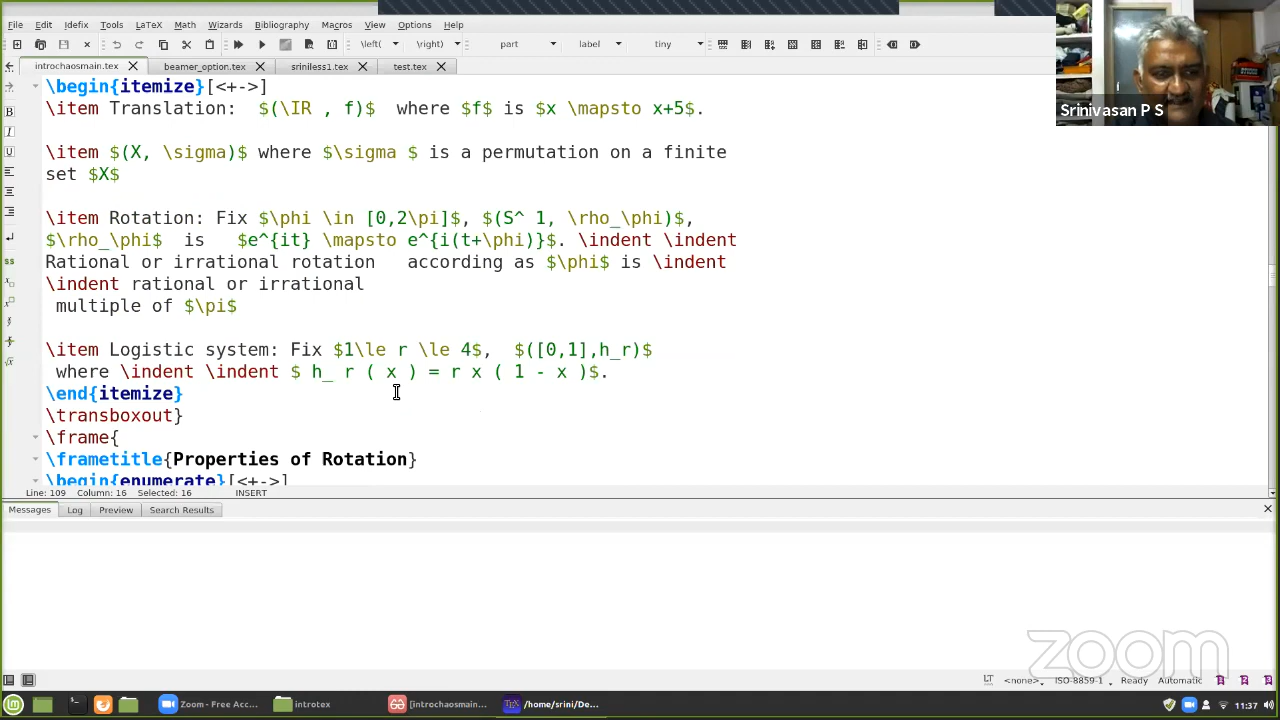 File Edit Idefix Tools LaTeX Math Wizards Bibliography Macros View Options Help
\left( \right) part label tiny
introchaosmain.tex beamer_option.tex sriniless1.tex test.tex
\begin{itemize}[<+->]
\item Translation:  $(\IR , f)$  where $f$ is $x \mapsto x+5$.
\item $(X, \sigma)$ where $\sigma $ is a permutation on a finite
set $X$
\item Rotation: Fix $\phi \in [0,2\pi]$, $(S^ 1, \rho_\phi)$,
$\rho_\phi$  is   $e^{it} \mapsto e^{i(t+\phi)}$. \indent \indent
Rational or irrational rotation   according as $\phi$ is \indent
\indent rational or irrational
multiple of $\pi$
\item Logistic system: Fix $1\le r \le 4$,  $([0,1],h_r)$
where \indent \indent $ h_ r ( x ) = r x ( 1 - x )$.
\end{itemize}
\transboxout}
\frame{
\frametitle{Properties of Rotation}
\begin{enumerate}[<+->]
Line: 109 Column: 16 Selected: 16 INSERT
Messages Log Preview Search Results
Srinivasan P S
zoom
LT <none> ISO-8859-1 Ready Automatic
Zoom - Free Acc... introtex [introchaosmain... /home/srini/De... 11:37